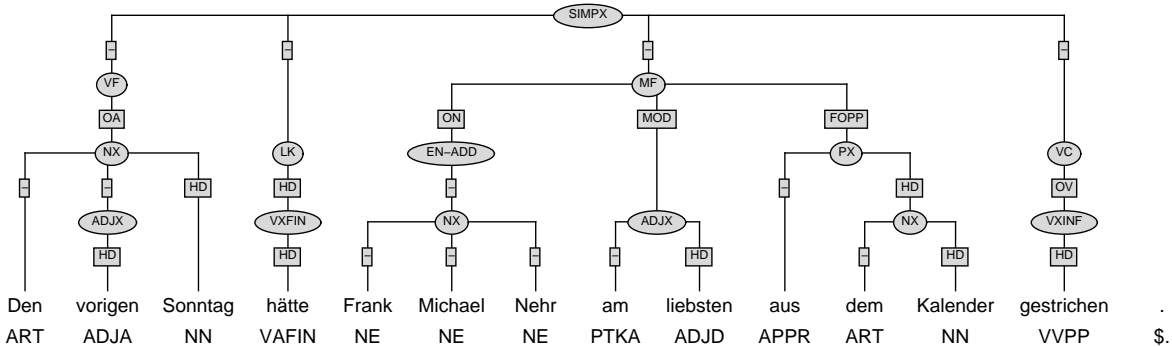 SIMPX
– – – –
VF MF
OA ON MOD FOPP
NX LK EN–ADD PX VC
– – HD HD – – HD OV
ADJX VXFIN NX ADJX NX VXINF
HD HD – – – – HD – HD HD
Den vorigen Sonntag hätte Frank Michael Nehr am liebsten aus dem Kalender gestrichen .
ART ADJA NN VAFIN NE NE NE PTKA ADJD APPR ART NN VVPP $.